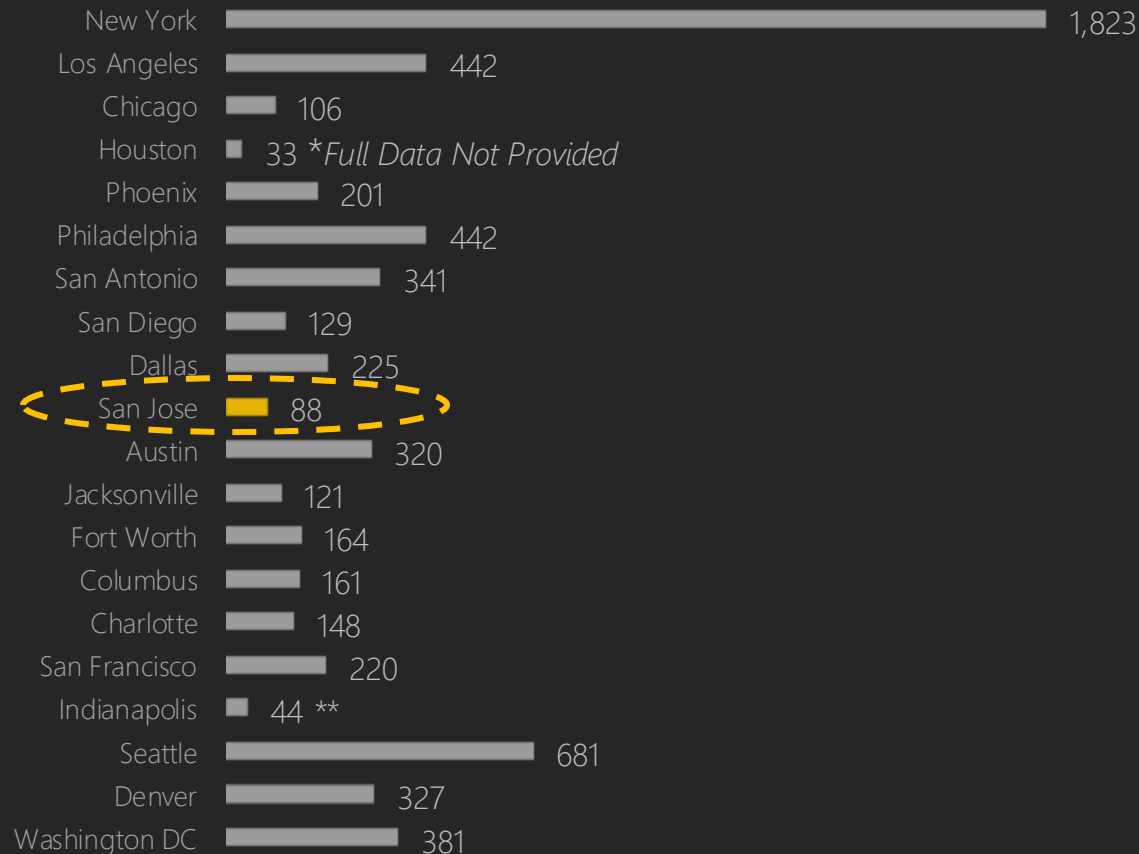 New York 1,823
Los Angeles 442
Chicago 106
Houston 33 *Full Data Not Provided
Phoenix 201
Philadelphia 442
San Antonio 341
San Diego 129
Dallas 225
San Jose 88
Austin 320
Jacksonville 121
Fort Worth 164
Columbus 161
Charlotte 148
San Francisco 220
Indianapolis 44 **
Seattle 681
Denver 327
Washington DC 381